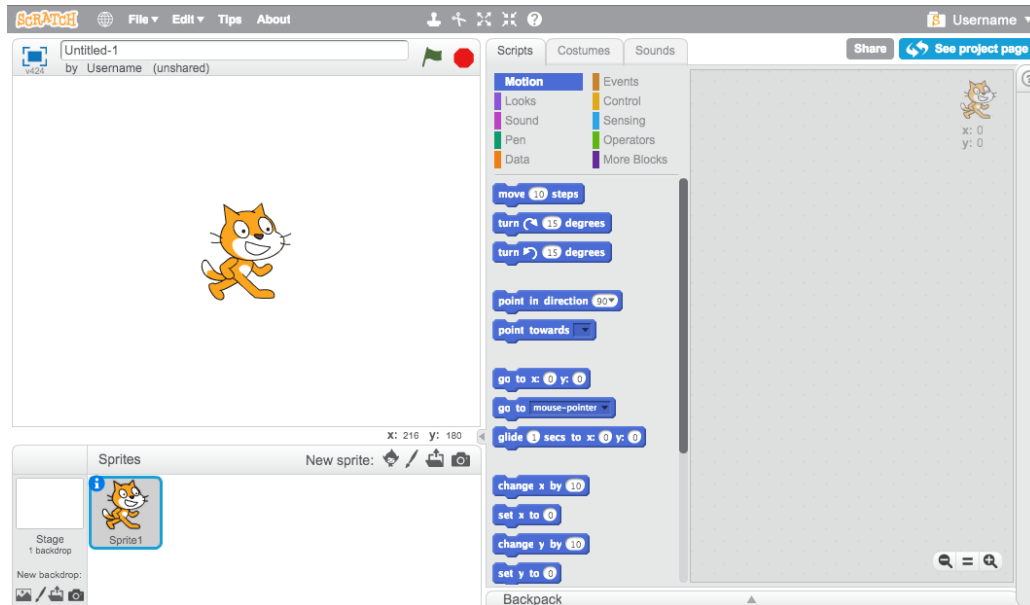 SCRATCH File Edit Tips About Username
v424
Untitled-1
by Username (unshared)
x: 216 y: 180
Sprites New sprite:
Sprite1
Stage
1 backdrop
New backdrop:
Scripts Costumes Sounds
Share See project page
Motion Events
Looks Control
Sound Sensing
Pen Operators
Data More Blocks
move 10 steps
turn 15 degrees
turn 15 degrees
point in direction 90
point towards
go to x: 0 y: 0
go to mouse-pointer
glide 1 secs to x: 0 y: 0
change x by 10
set x to 0
change y by 10
set y to 0
x: 0
y: 0
Backpack